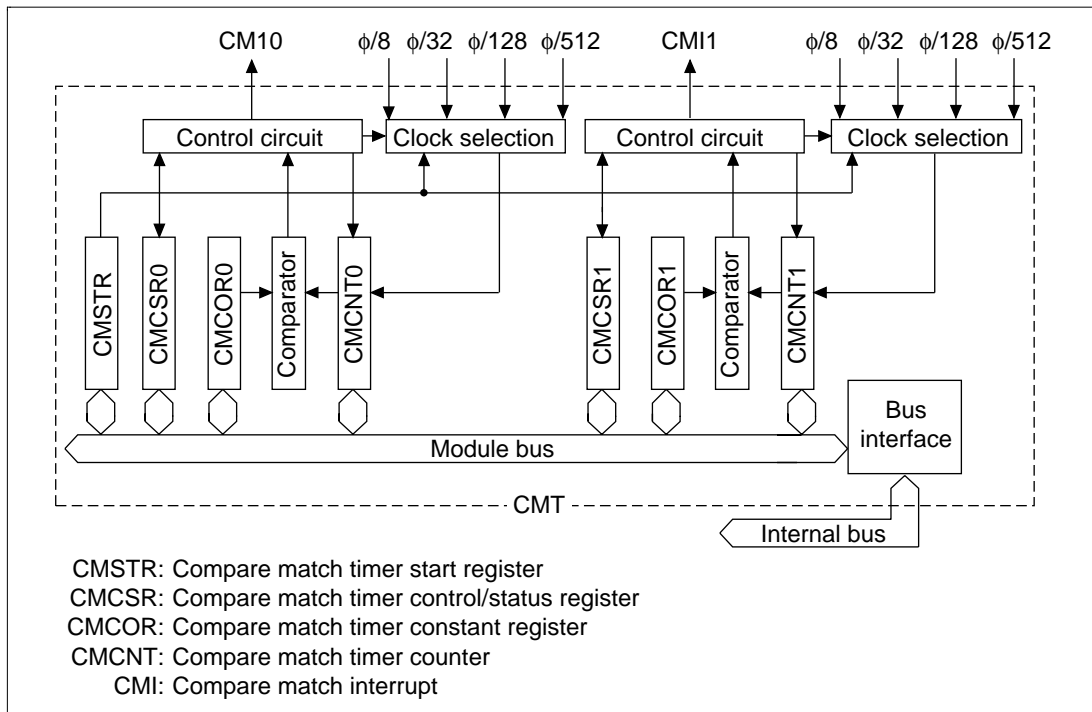 CM10 ϕ/8 ϕ/32 ϕ/128 ϕ/512 CMI1 ϕ/8 ϕ/32 ϕ/128 ϕ/512
Control circuit Clock selection Control circuit Clock selection
CMSTR
CMCSR0
CMCOR0
Comparator
CMCNT0
CMCSR1
CMCOR1
Comparator
CMCNT1
Bus
interface
Module bus
CMT
Internal bus
CMSTR: Compare match timer start register
CMCSR: Compare match timer control/status register
CMCOR: Compare match timer constant register
CMCNT: Compare match timer counter
CMI: Compare match interrupt